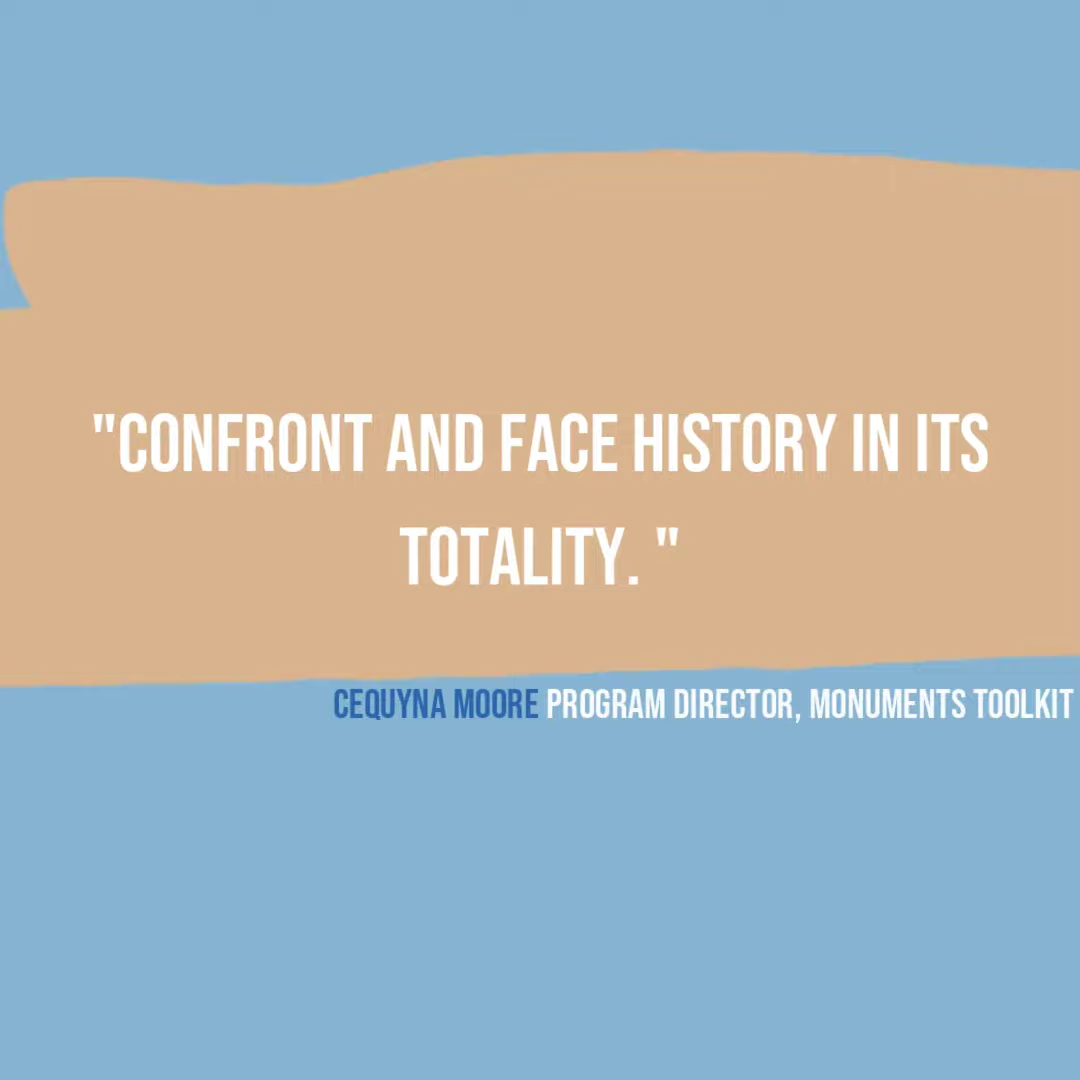 "CONFRONT AND FACE HISTORY IN ITS
TOTALITY. "
CEQUYNA MOORE PROGRAM DIRECTOR, MONUMENTS TOOLKIT